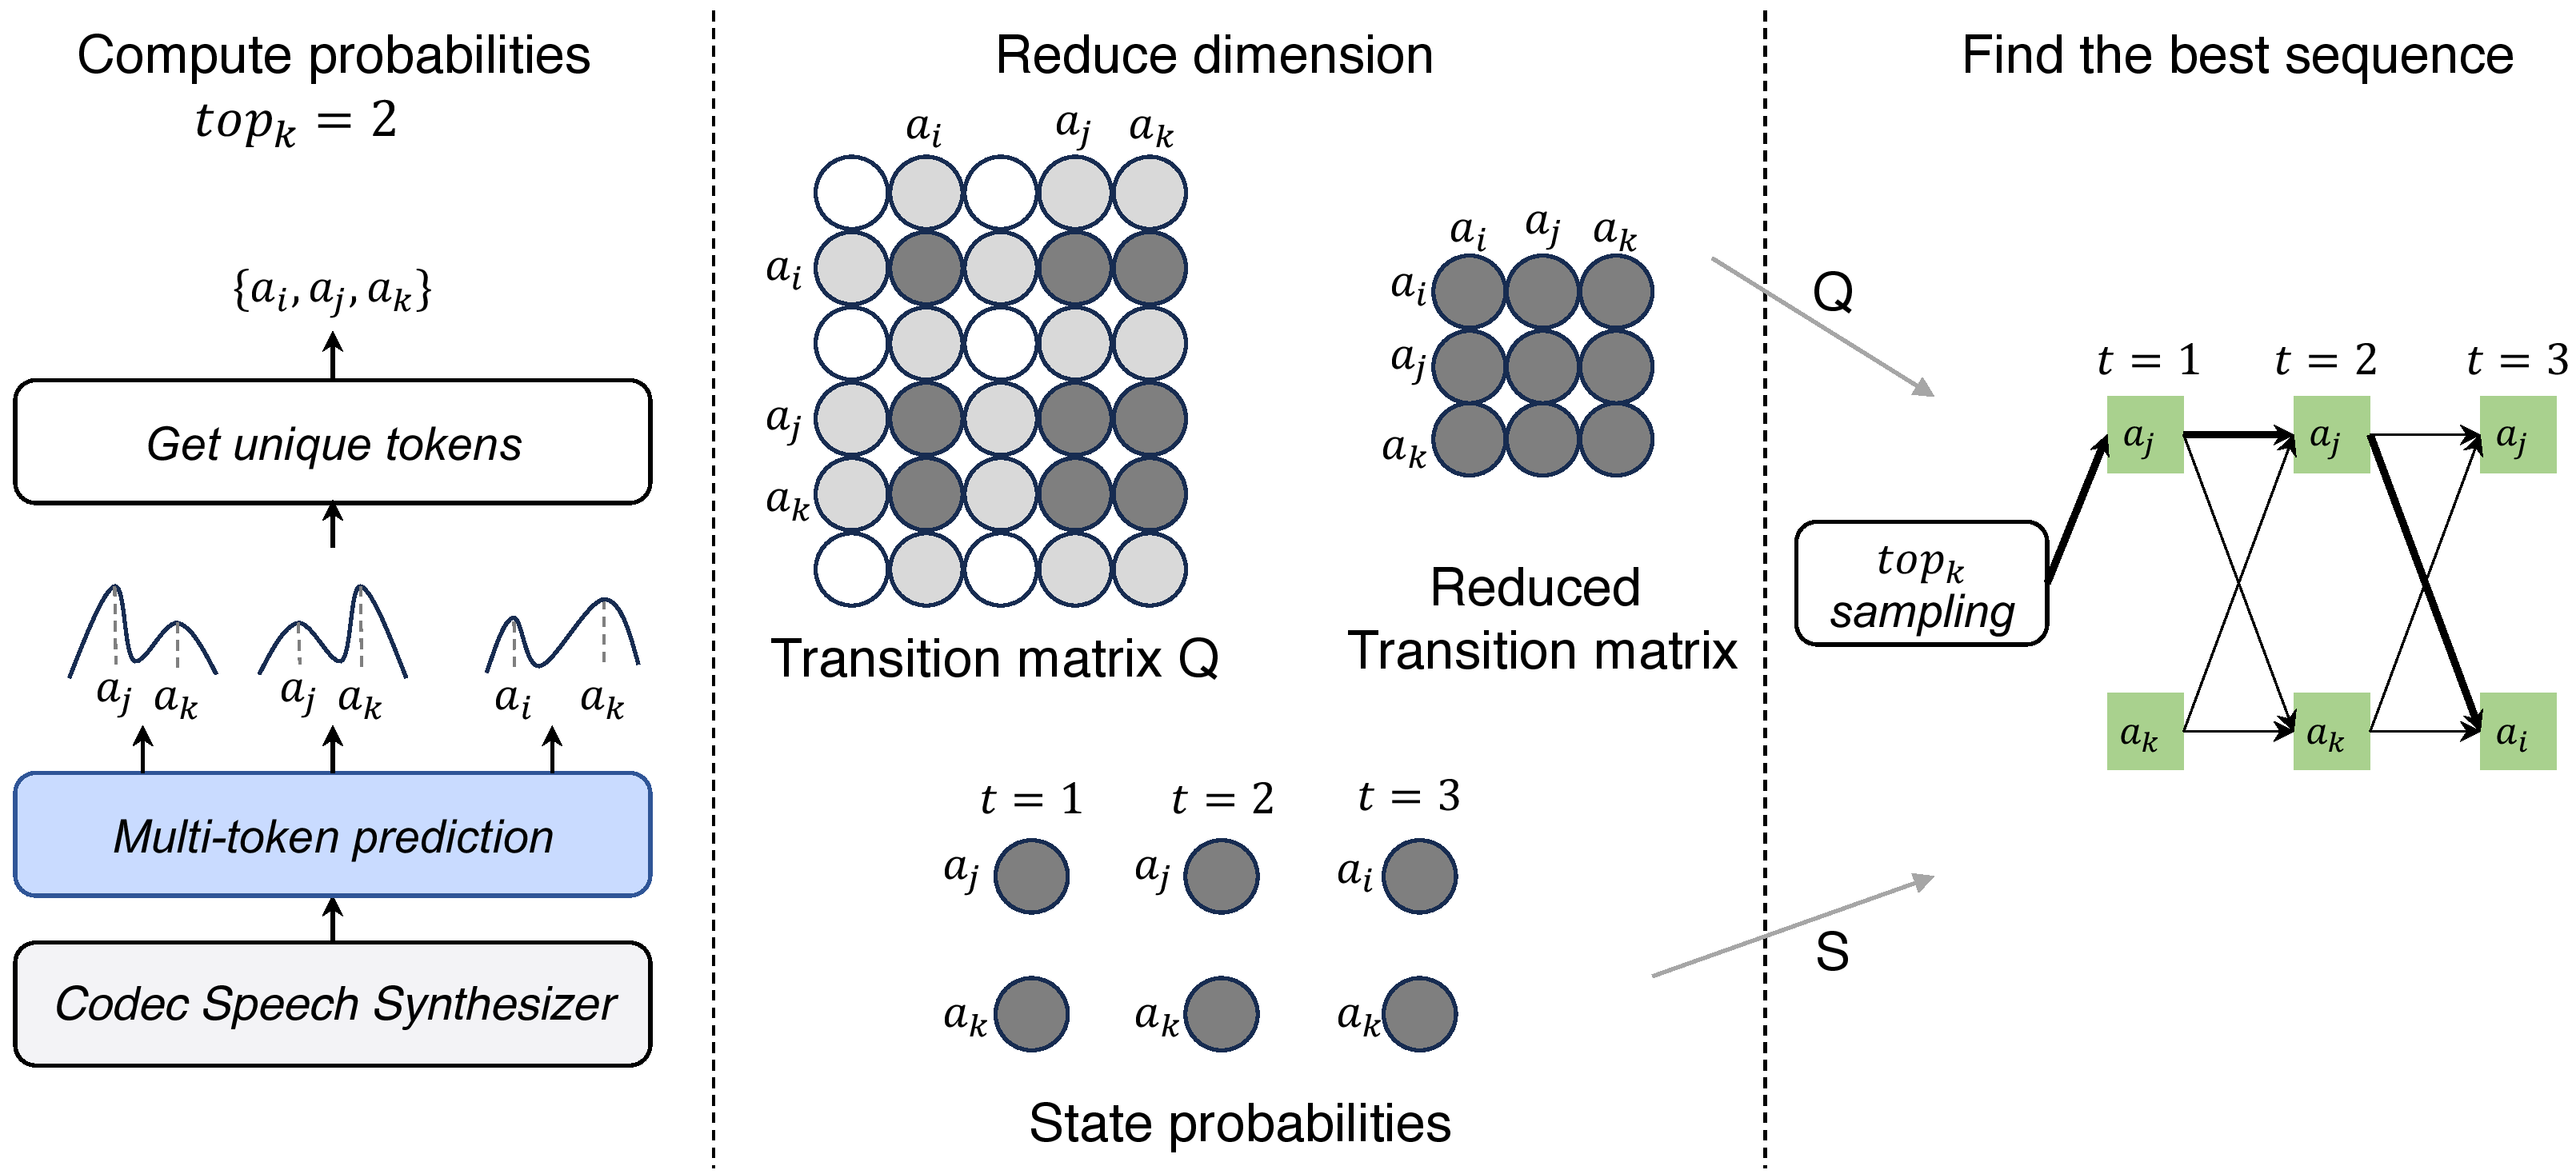 Compute probabilities
top_k = 2
{a_i, a_j, a_k}
Get unique tokens
a_j a_k
a_j a_k
a_i a_k
Multi-token prediction
Codec Speech Synthesizer
Reduce dimension
a_i a_j a_k
a_i
a_j
a_k
Transition matrix Q
a_i a_j a_k
a_i
a_j
a_k
Reduced
Transition matrix
t = 1 t = 2 t = 3
a_j a_j a_i
a_k a_k a_k
State probabilities
Find the best sequence
Q
S
t = 1 t = 2 t = 3
a_j a_j a_j
top_k
sampling
a_k a_k a_i